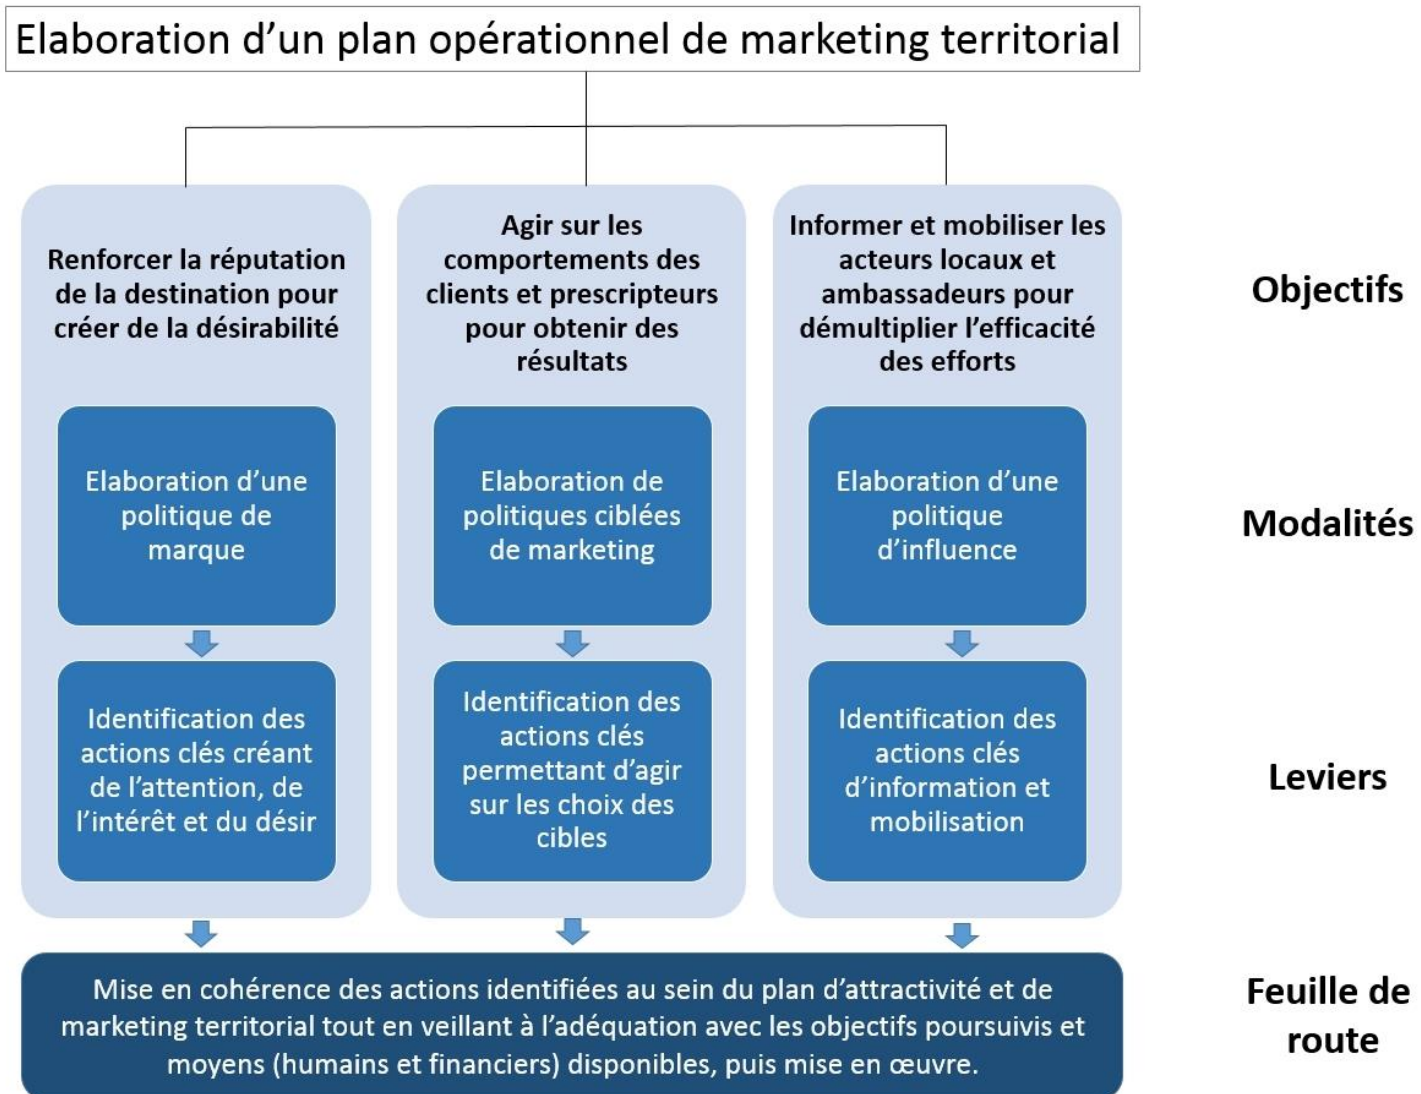 Elaboration d’un plan opérationnel de marketing territorial
Renforcer la réputation
de la destination pour
créer de la désirabilité
Agir sur les
comportements des
clients et prescripteurs
pour obtenir des
résultats
Informer et mobiliser les
acteurs locaux et
ambassadeurs pour
démultiplier l’efficacité
des efforts
Objectifs
Elaboration d’une
politique de
marque
Elaboration de
politiques ciblées
de marketing
Elaboration d’une
politique
d’influence
Modalités
Identification des
actions clés créant
de l’attention, de
l’intérêt et du désir
Identification des
actions clés
permettant d’agir
sur les choix des
cibles
Identification des
actions clés
d’information et
mobilisation
Leviers
Mise en cohérence des actions identifiées au sein du plan d’attractivité et de
marketing territorial tout en veillant à l’adéquation avec les objectifs poursuivis et
moyens (humains et financiers) disponibles, puis mise en œuvre.
Feuille de
route